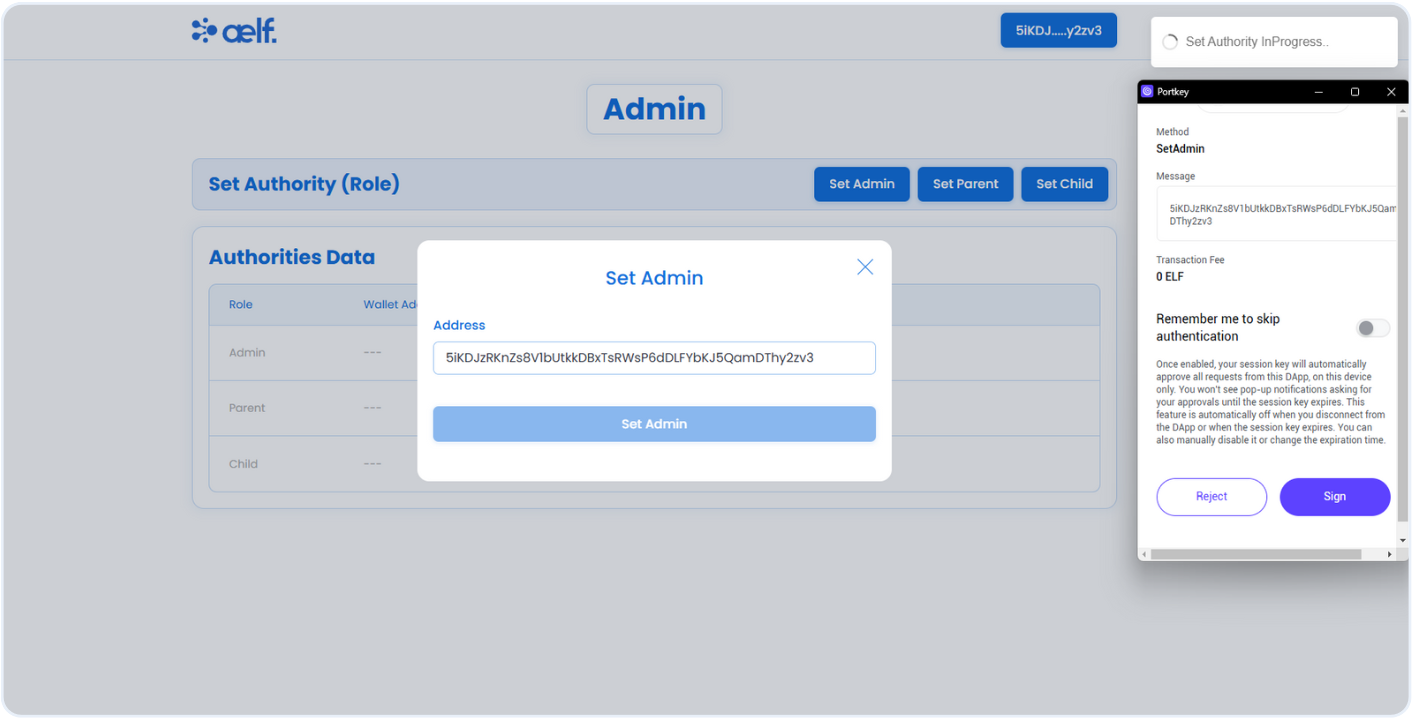 aelf.
5iKDJ.....y2zv3
Set Authority InProgress..
Admin
Set Authority (Role)
Set Admin
Set Parent
Set Child
Authorities Data
Role
Wallet Ad
Admin
---
Parent
---
Child
---
Set Admin
Address
5iKDJzRKnZs8V1bUtkkDBxTsRWsP6dDLFYbKJ5QamDThy2zv3
Set Admin
Portkey
Method
SetAdmin
Message
5iKDJzRKnZs8V1bUtkkDBxTsRWsP6dDLFYbKJ5Qam
DThy2zv3
Transaction Fee
0 ELF
Remember me to skip
authentication
Once enabled, your session key will automatically
approve all requests from this DApp, on this device
only. You won't see pop-up notifications asking for
your approvals until the session key expires. This
feature is automatically off when you disconnect from
the DApp or when the session key expires. You can
also manually disable it or change the expiration time.
Reject
Sign